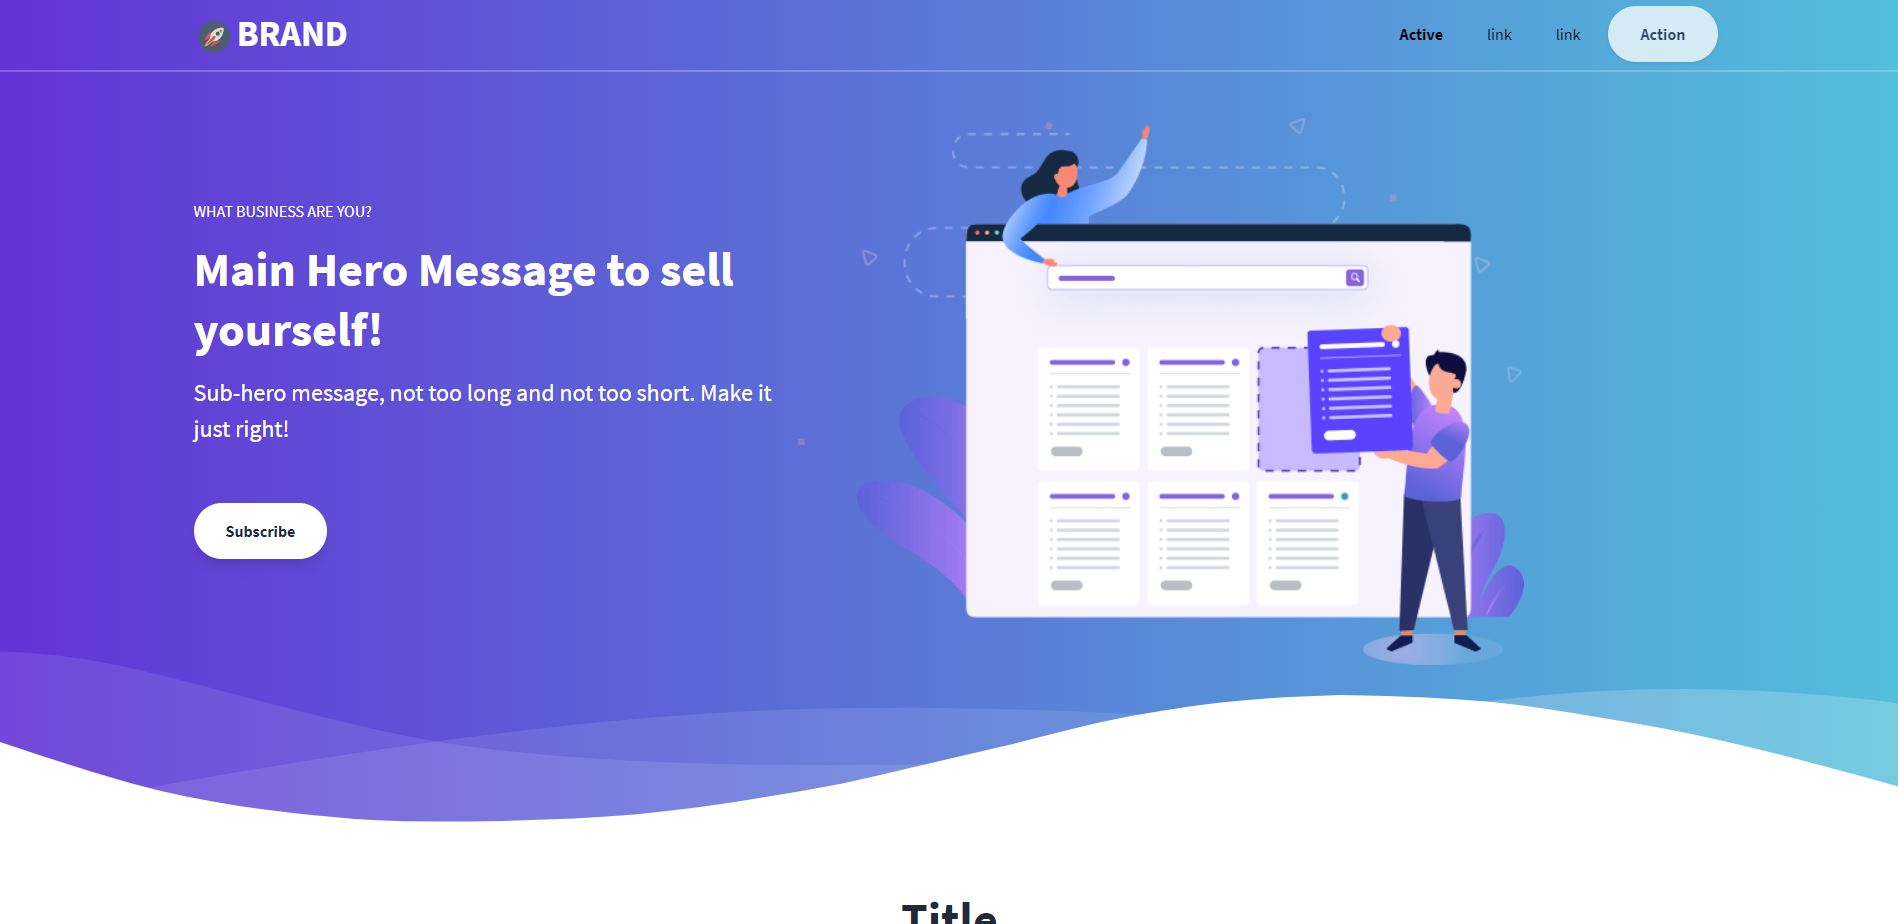 BRAND
Active
link
link
Action
WHAT BUSINESS ARE YOU?
Main Hero Message to sell
yourself!
Sub-hero message, not too long and not too short. Make it
just right!
Subscribe
Title